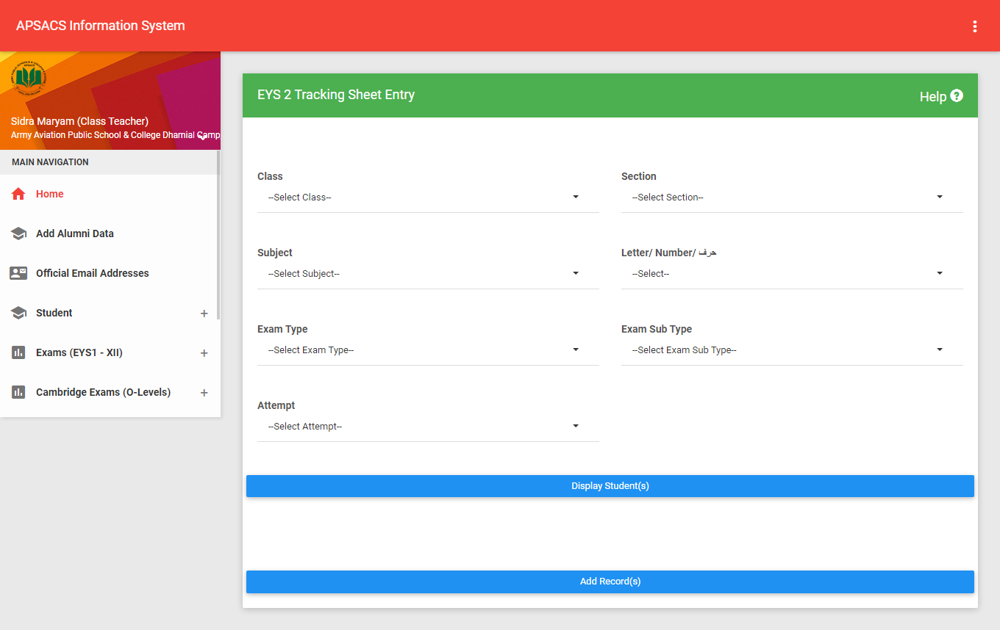 APSACS Information System
Sidra Maryam (Class Teacher)
Army Aviation Public School & College Dhamial Camp
MAIN NAVIGATION
Home
Add Alumni Data
Official Email Addresses
Student +
Exams (EYS1 - XII) +
Cambridge Exams (O-Levels) +
EYS 2 Tracking Sheet Entry
Help ?
Class
--Select Class--
Section
--Select Section--
Subject
--Select Subject--
Letter/ Number/ حرف
--Select--
Exam Type
--Select Exam Type--
Exam Sub Type
--Select Exam Sub Type--
Attempt
--Select Attempt--
Display Student(s)
Add Record(s)